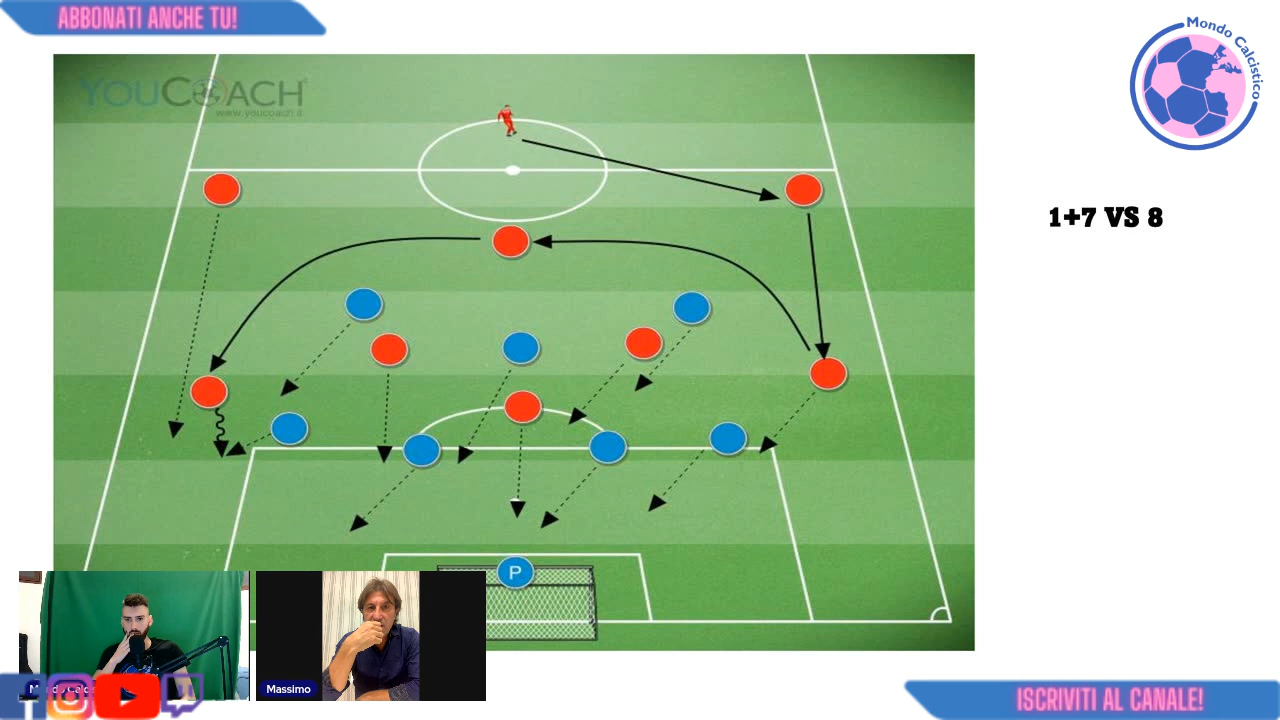 ABBONATI ANCHE TU!
Mondo Calcistico
YOUCOACH
www.youcoach.it
1+7 VS 8
P
Massimo
ISCRIVITI AL CANALE!